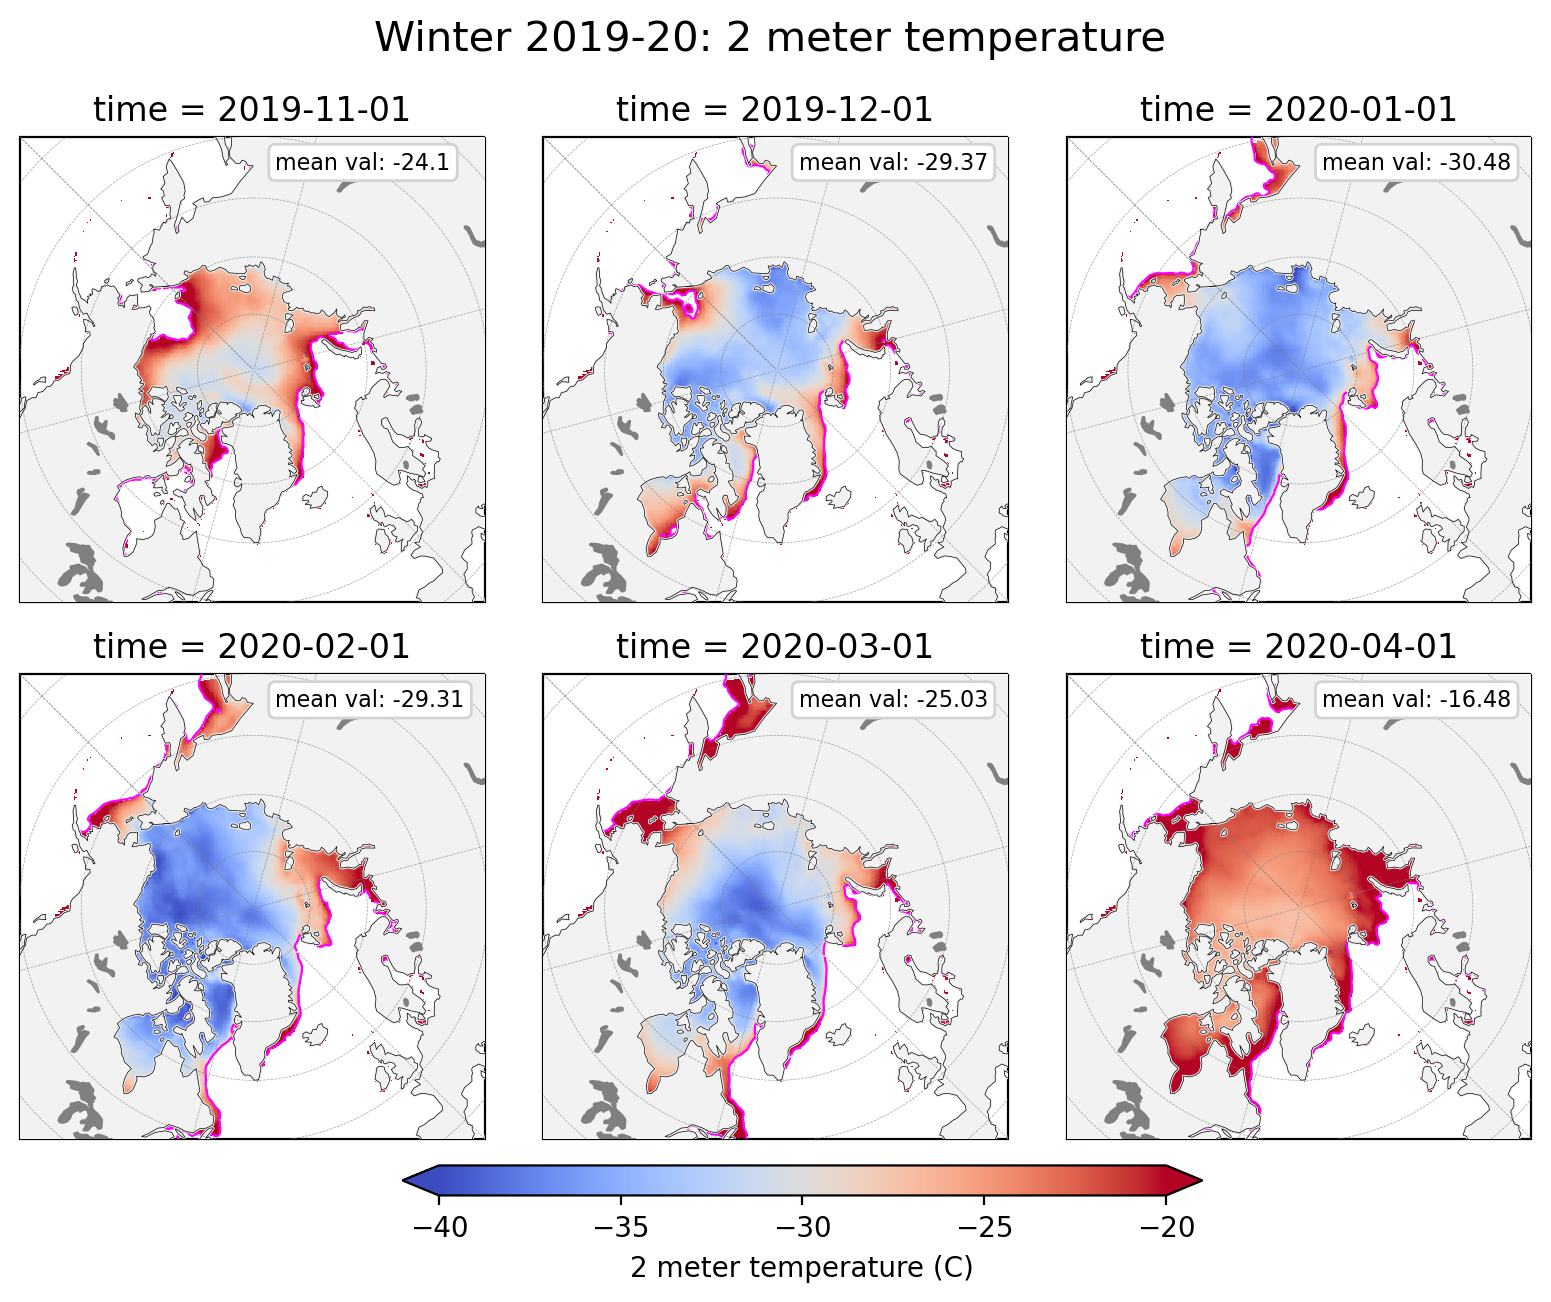 Winter 2019-20: 2 meter temperature
time = 2019-11-01
time = 2019-12-01
time = 2020-01-01
mean val: -24.1
mean val: -29.37
mean val: -30.48
time = 2020-02-01
time = 2020-03-01
time = 2020-04-01
mean val: -29.31
mean val: -25.03
mean val: -16.48
−40
−35
−30
−25
−20
2 meter temperature (C)